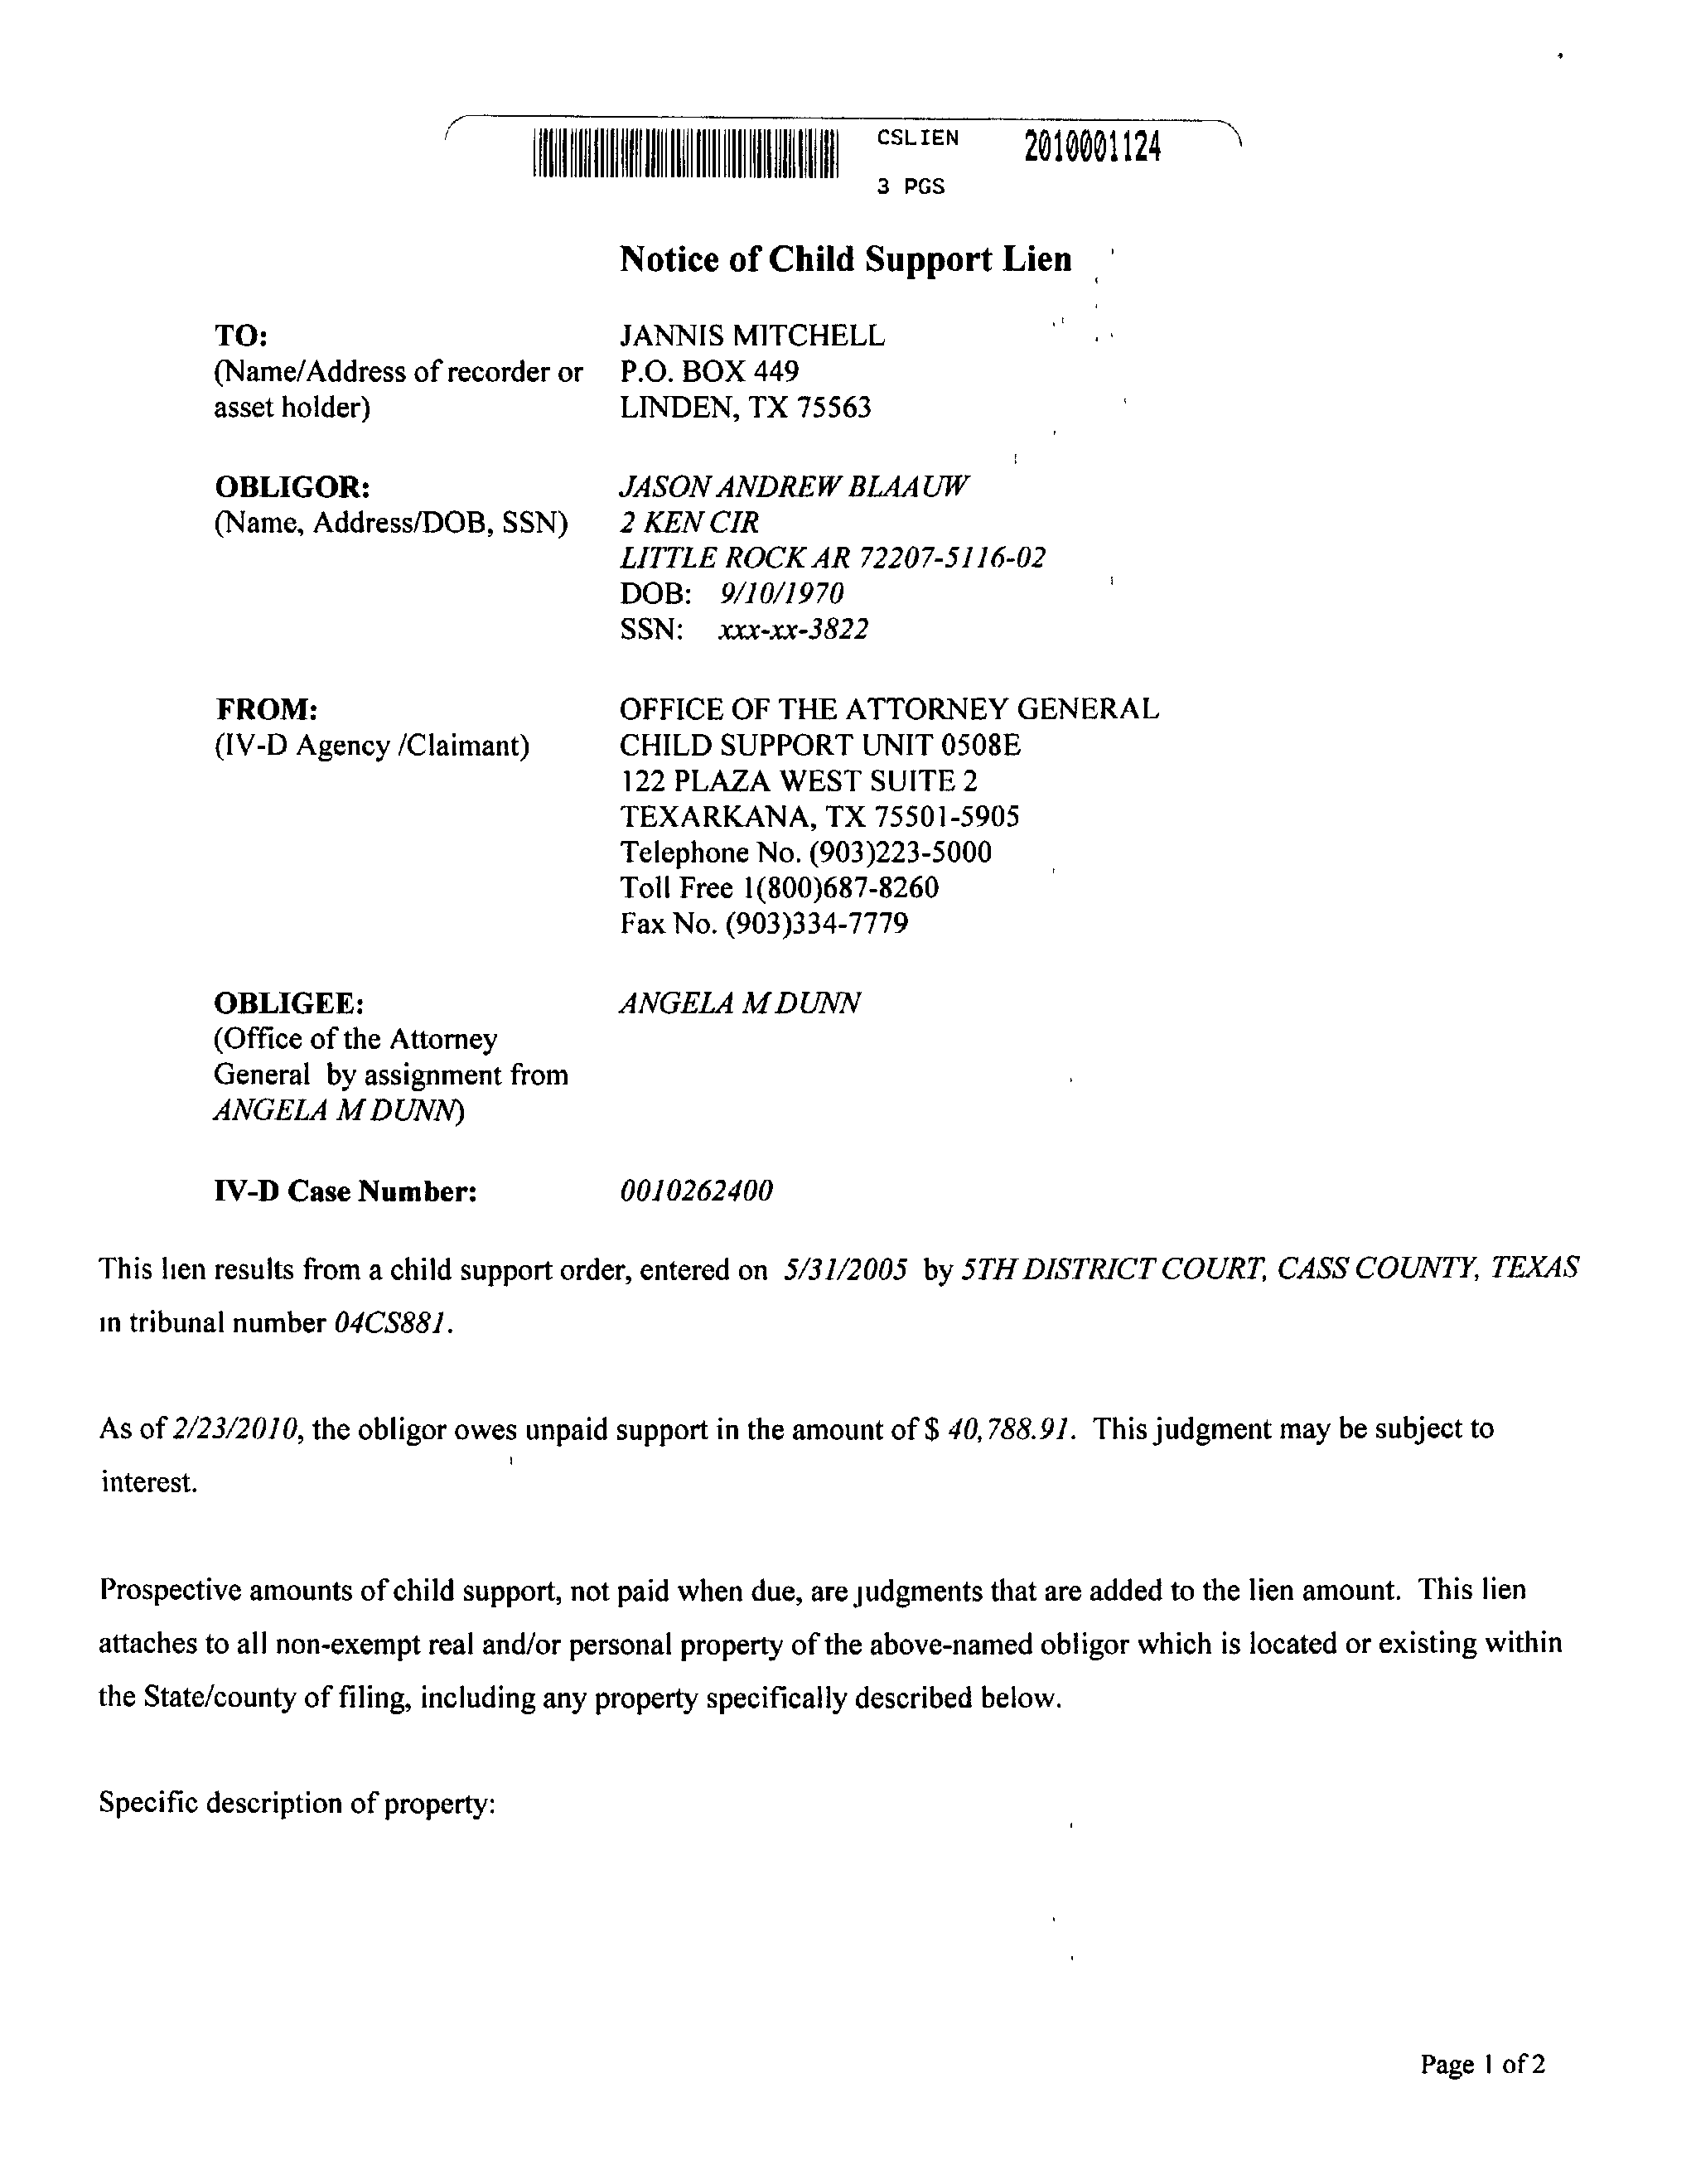 CSLIEN 2010001124
3 PGS
Notice of Child Support Lien
TO: JANNIS MITCHELL
(Name/Address of recorder or P.O. BOX 449
asset holder) LINDEN, TX 75563
OBLIGOR: JASON ANDREW BLAAUW
(Name, Address/DOB, SSN) 2 KEN CIR
LITTLE ROCK AR 72207-5116-02
DOB: 9/10/1970
SSN: xxx-xx-3822
FROM: OFFICE OF THE ATTORNEY GENERAL
(IV-D Agency /Claimant) CHILD SUPPORT UNIT 0508E
122 PLAZA WEST SUITE 2
TEXARKANA, TX 75501-5905
Telephone No. (903)223-5000
Toll Free 1(800)687-8260
Fax No. (903)334-7779
OBLIGEE: ANGELA M DUNN
(Office of the Attorney
General by assignment from
ANGELA M DUNN)
IV-D Case Number: 0010262400
This lien results from a child support order, entered on 5/31/2005 by 5TH DISTRICT COURT, CASS COUNTY, TEXAS
in tribunal number 04CS881.
As of 2/23/2010, the obligor owes unpaid support in the amount of $ 40,788.91. This judgment may be subject to
interest.
Prospective amounts of child support, not paid when due, are judgments that are added to the lien amount. This lien
attaches to all non-exempt real and/or personal property of the above-named obligor which is located or existing within
the State/county of filing, including any property specifically described below.
Specific description of property:
Page 1 of 2